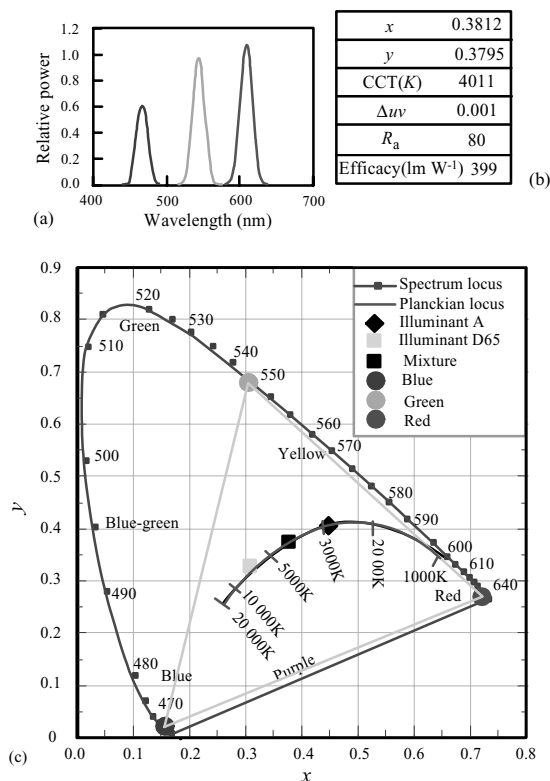 (a)
1.2
1.0
0.8
0.6
0.4
0.2
0.0
Relative power
400 500 600 700
Wavelength (nm)
x 0.3812
y 0.3795
CCT(K) 4011
Δuv 0.001
Ra 80
Efficacy(lm W-1) 399
(b)
0.9
0.8
0.7
0.6
0.5
0.4
0.3
0.2
0.1
0
y
520
Green
530
510
540
550
560
Yellow
570
500
580
Blue-green
590
600
610
490
640
Red
3000K
20 00K
1000K
5000K
10 000K
20 000K
480
Blue
Purple
470
Spectrum locus
Planckian locus
Illuminant A
Illuminant D65
Mixture
Blue
Green
Red
0.0 0.1 0.2 0.3 0.4 0.5 0.6 0.7 0.8
x
(c)